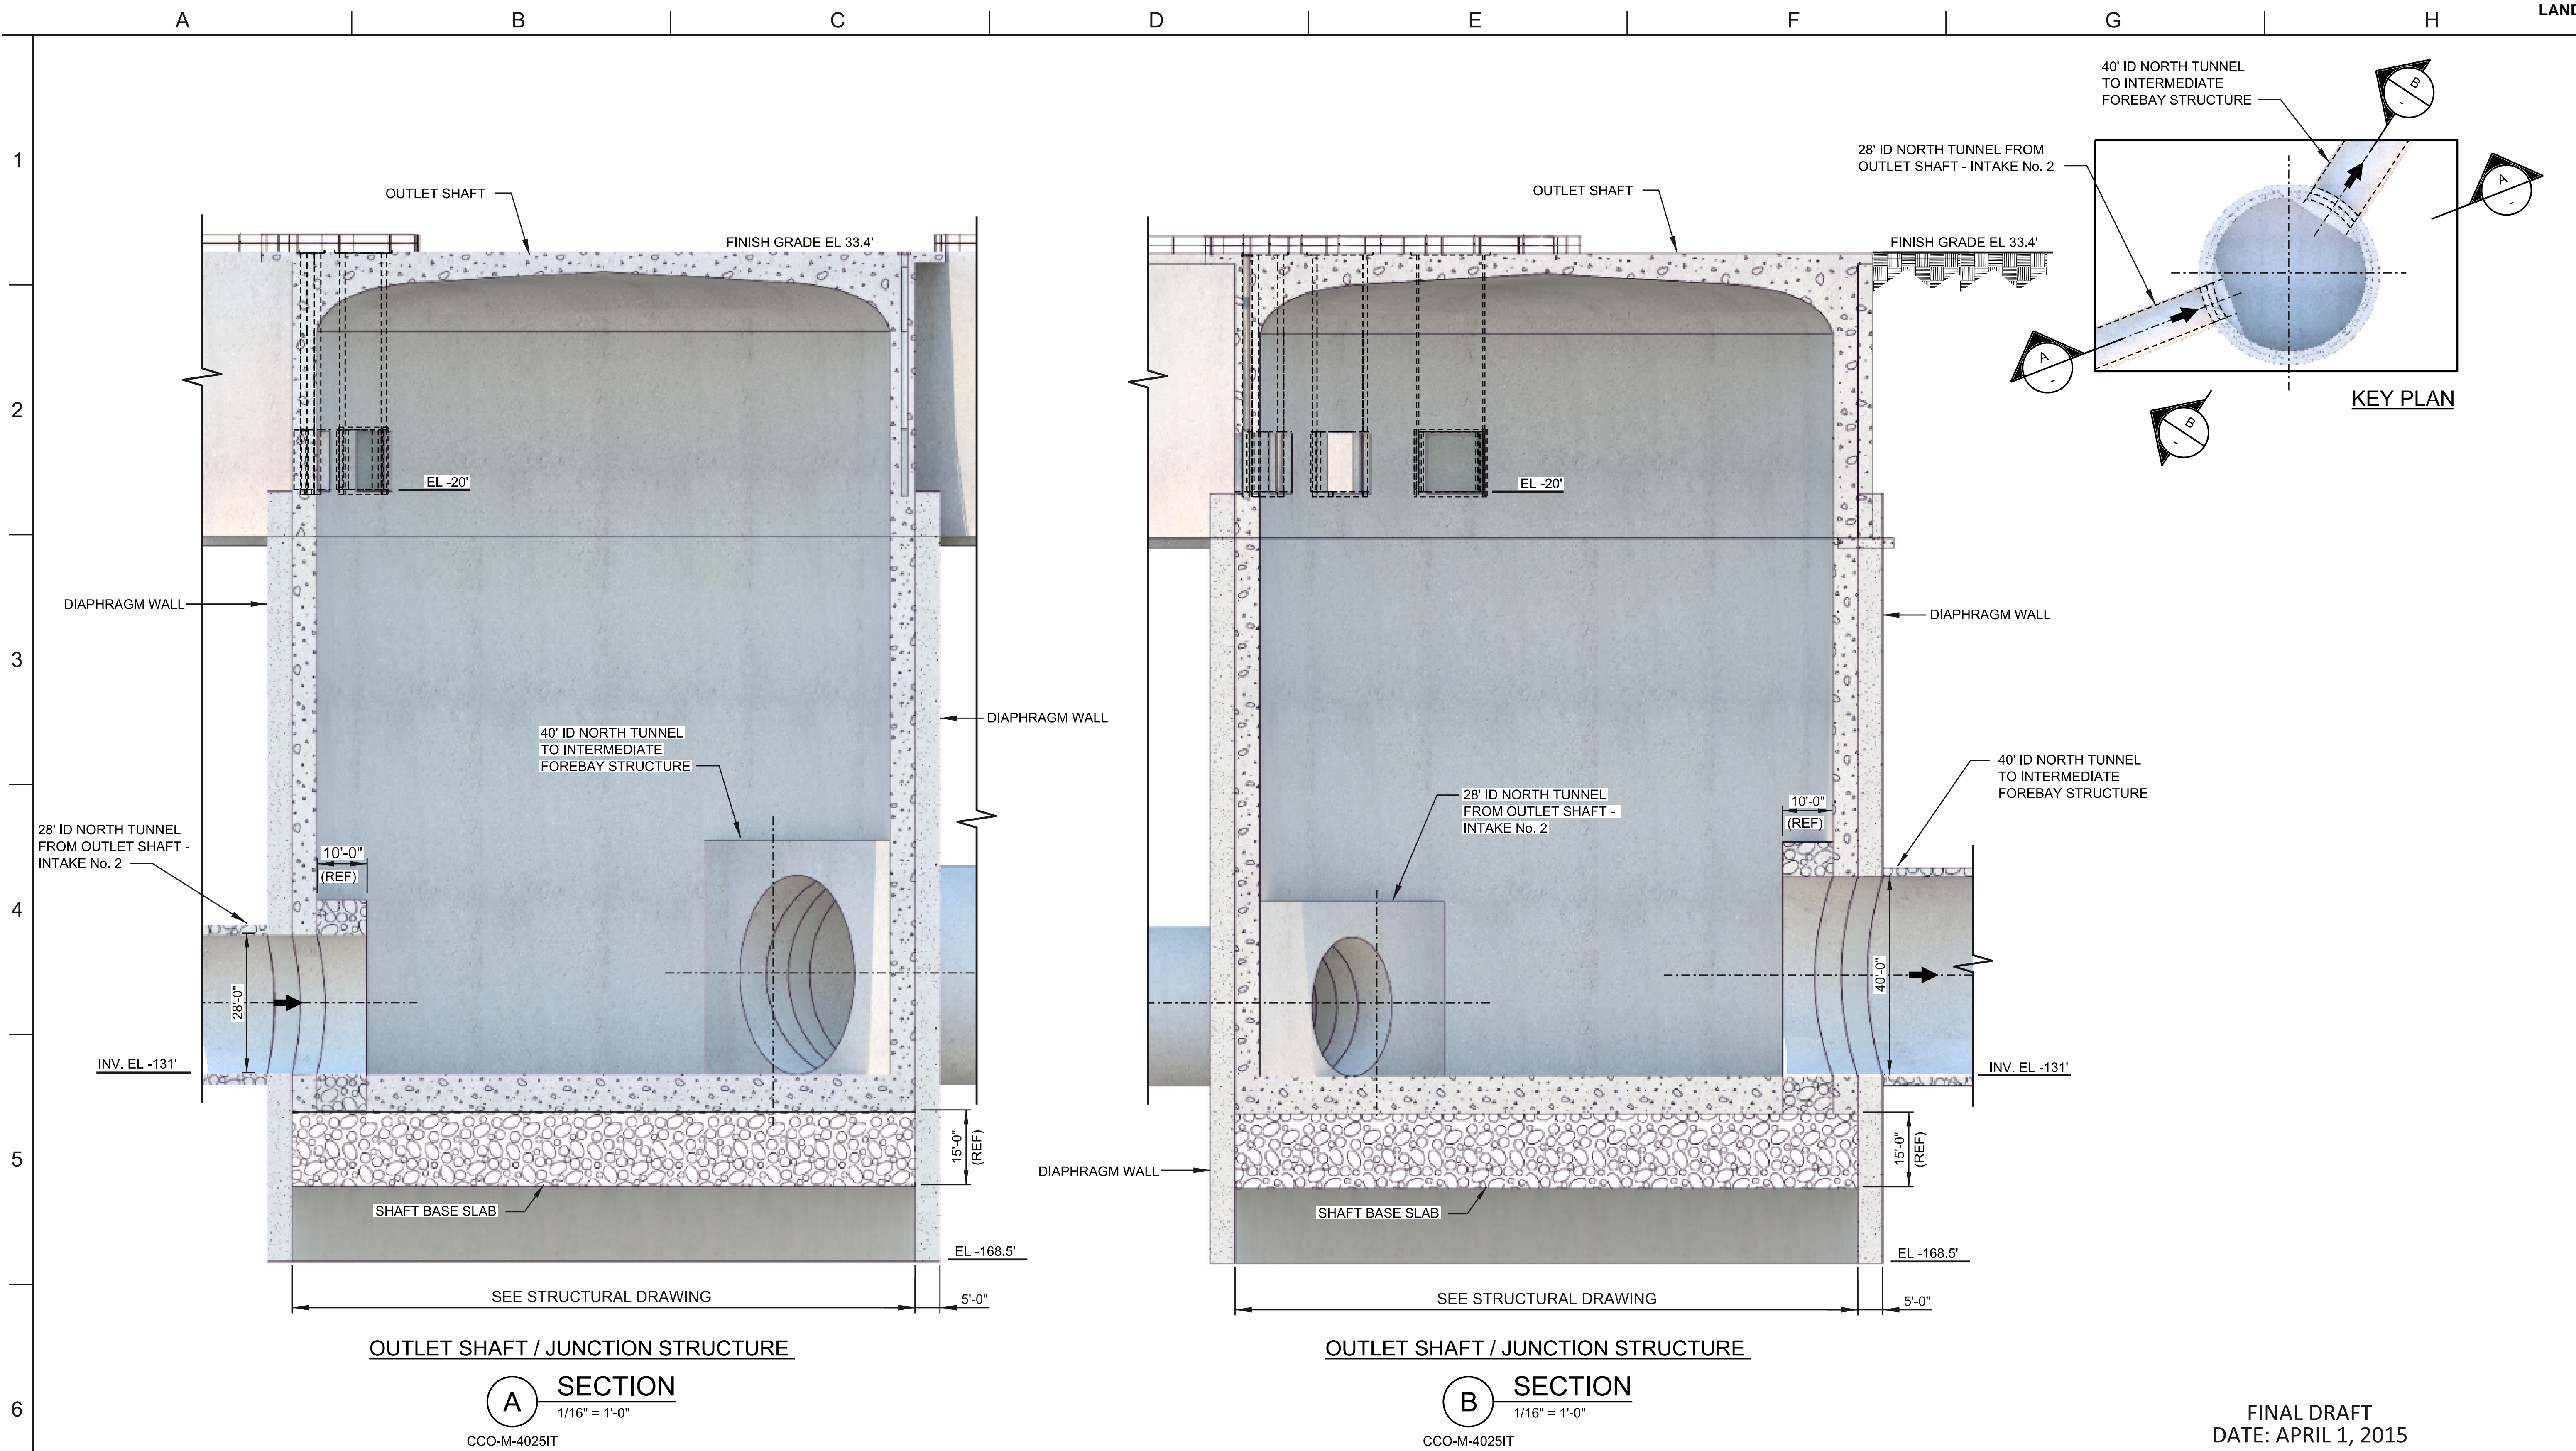 A
B
C
D
E
F
G
H
LAND
1
2
3
4
5
6
OUTLET SHAFT
FINISH GRADE EL 33.4'
EL -20'
DIAPHRAGM WALL
DIAPHRAGM WALL
40' ID NORTH TUNNEL
TO INTERMEDIATE
FOREBAY STRUCTURE
28' ID NORTH TUNNEL
FROM OUTLET SHAFT -
INTAKE No. 2
10'-0"
(REF)
28'-0"
INV. EL -131'
15'-0"
(REF)
SHAFT BASE SLAB
EL -168.5'
SEE STRUCTURAL DRAWING
5'-0"
OUTLET SHAFT / JUNCTION STRUCTURE
A
SECTION
1/16" = 1'-0"
CCO-M-4025IT
OUTLET SHAFT
FINISH GRADE EL 33.4'
EL -20'
DIAPHRAGM WALL
28' ID NORTH TUNNEL
FROM OUTLET SHAFT -
INTAKE No. 2
10'-0"
(REF)
40' ID NORTH TUNNEL
TO INTERMEDIATE
FOREBAY STRUCTURE
40'-0"
INV. EL -131'
DIAPHRAGM WALL
15'-0"
(REF)
SHAFT BASE SLAB
EL -168.5'
SEE STRUCTURAL DRAWING
5'-0"
OUTLET SHAFT / JUNCTION STRUCTURE
B
SECTION
1/16" = 1'-0"
CCO-M-4025IT
40' ID NORTH TUNNEL
TO INTERMEDIATE
FOREBAY STRUCTURE
B
-
28' ID NORTH TUNNEL FROM
OUTLET SHAFT - INTAKE No. 2
A
-
A
-
B
-
KEY PLAN
FINAL DRAFT
DATE: APRIL 1, 2015